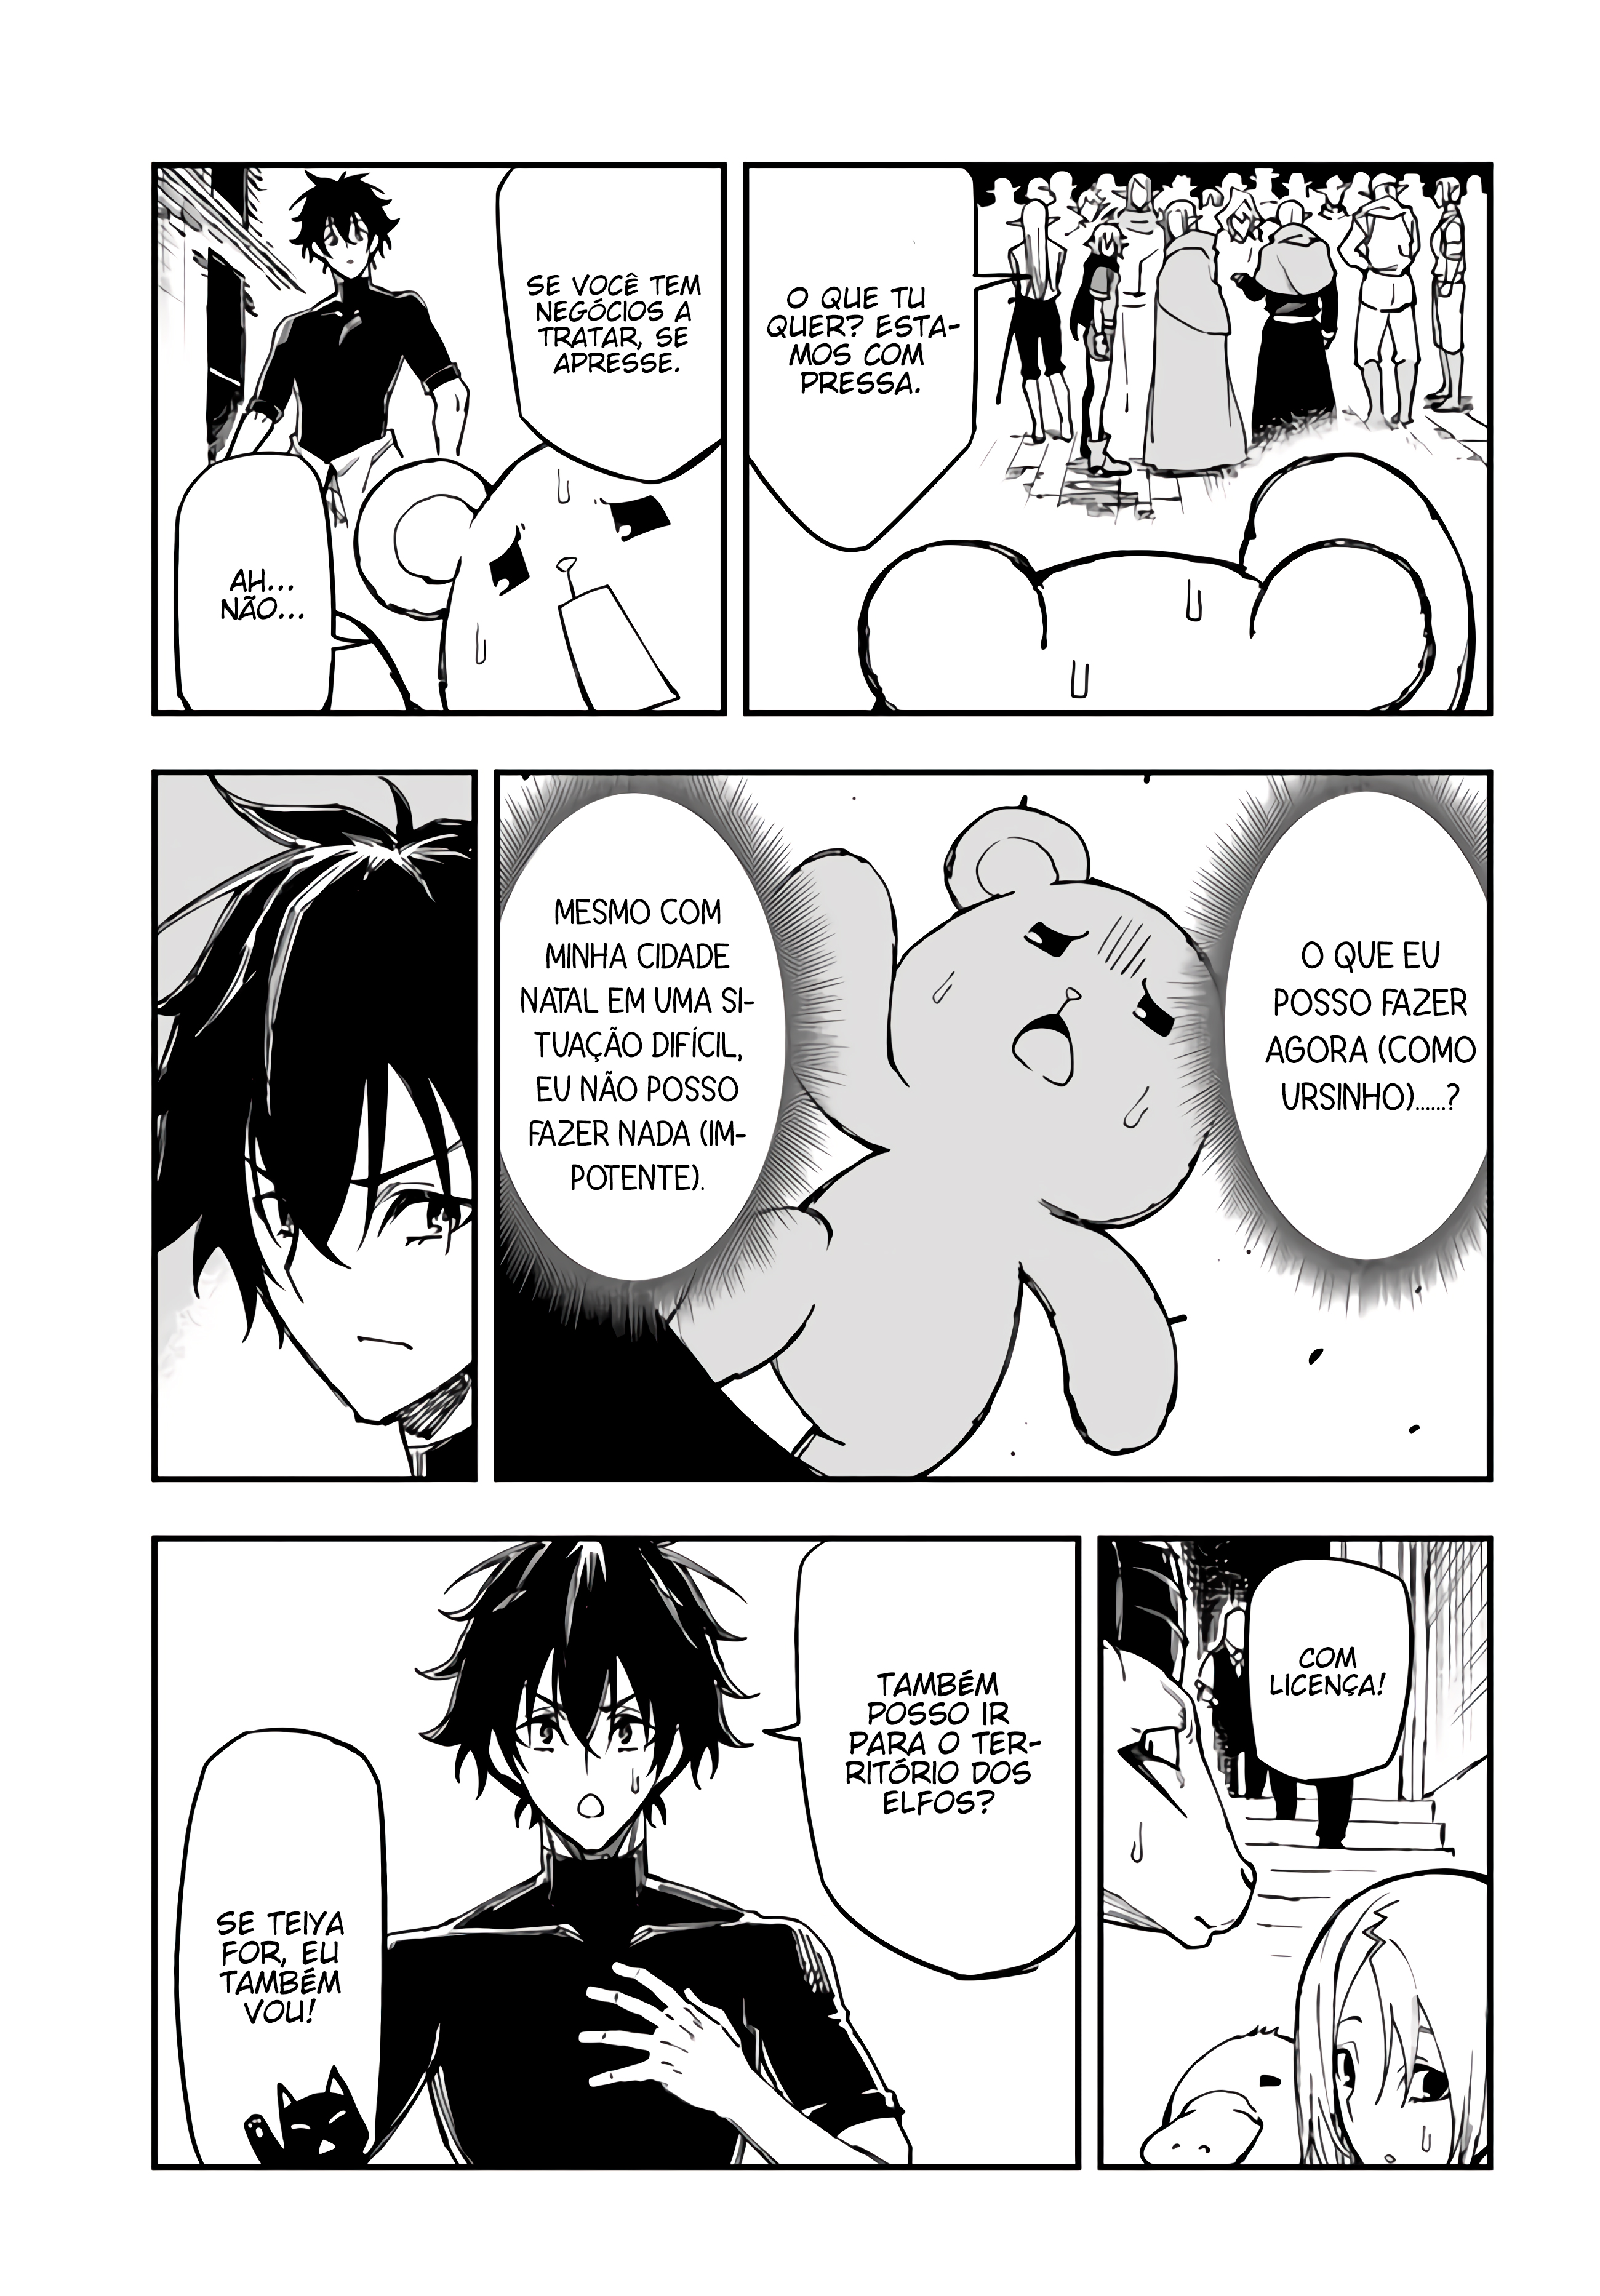 O QUE TU
QUER? ESTA-
MOS COM
PRESSA.
SE VOCÊ TEM
NEGÓCIOS A
TRATAR, SE
APRESSE.
AH...
NÃO...
O QUE EU
POSSO FAZER
AGORA (COMO
URSINHO)......?
MESMO COM
MINHA CIDADE
NATAL EM UMA SI-
TUAÇÃO DIFÍCIL,
EU NÃO POSSO
FAZER NADA (IM-
POTENTE).
COM
LICENÇA!
TAMBÉM
POSSO IR
PARA O TER-
RITÓRIO DOS
ELFOS?
SE TEIYA
FOR, EU
TAMBÉM
VOU!